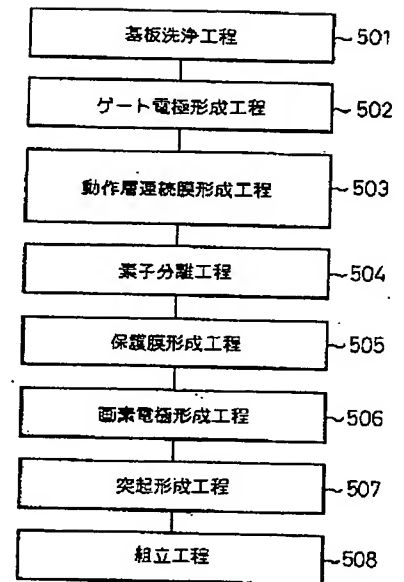 基板洗浄工程 501
ゲート電極形成工程 502
動作層連続膜形成工程 503
素子分離工程 504
保護膜形成工程 505
画素電極形成工程 506
突起形成工程 507
組立工程 508